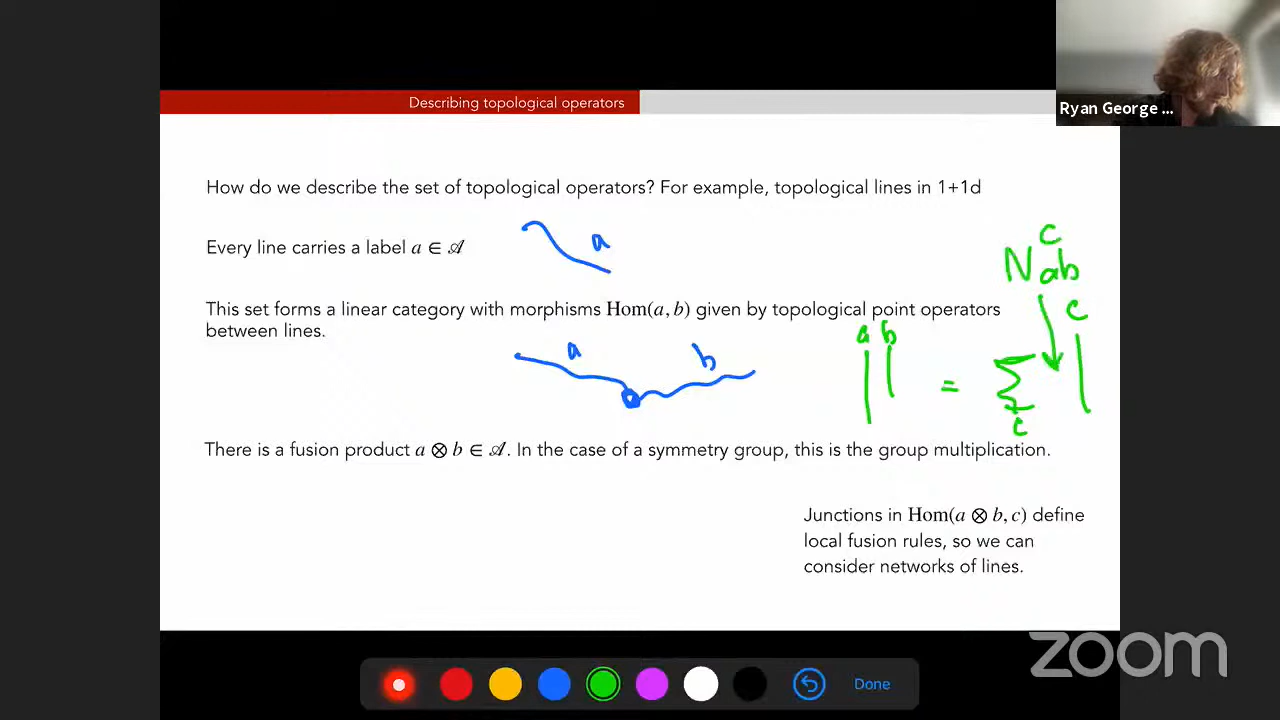 Describing topological operators
Ryan George ...
How do we describe the set of topological operators? For example, topological lines in 1+1d
Every line carries a label a ∈ 𝒜
a
This set forms a linear category with morphisms Hom(a, b) given by topological point operators
between lines.
a b
N^c_{ab}
a b = ∑_c c
There is a fusion product a ⊗ b ∈ 𝒜. In the case of a symmetry group, this is the group multiplication.
Junctions in Hom(a ⊗ b, c) define
local fusion rules, so we can
consider networks of lines.
zoom
Done